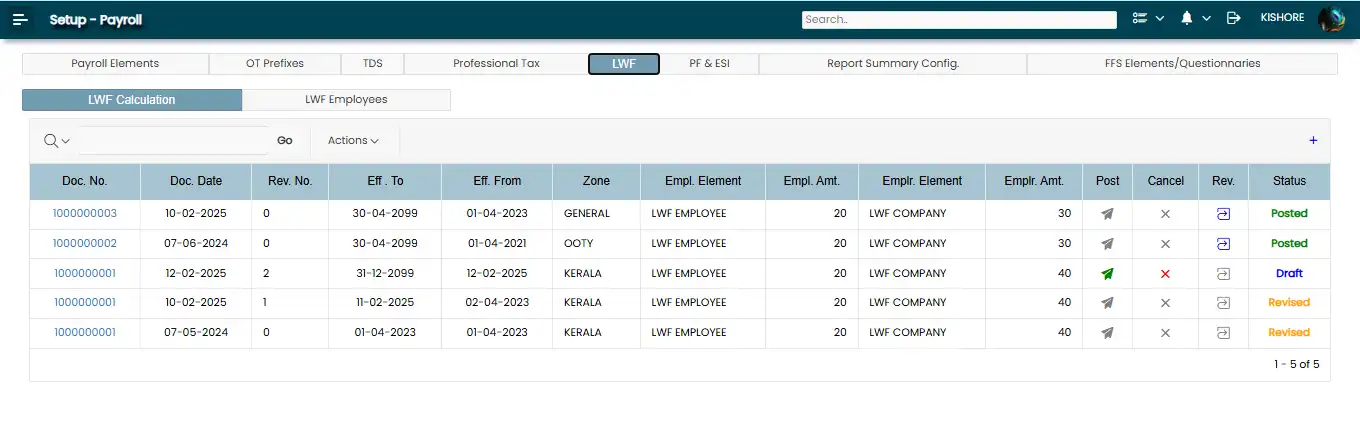 Setup - Payroll Search.. KISHORE
Payroll Elements OT Prefixes TDS Professional Tax LWF PF & ESI Report Summary Config. FFS Elements/Questionnaries
LWF Calculation LWF Employees
Go Actions +
Doc. No. Doc. Date Rev. No. Eff . To Eff. From Zone Empl. Element Empl. Amt. Emplr. Element Emplr. Amt. Post Cancel Rev. Status
1000000003 10-02-2025 0 30-04-2099 01-04-2023 GENERAL LWF EMPLOYEE 20 LWF COMPANY 30 Posted
1000000002 07-06-2024 0 30-04-2099 01-04-2021 OOTY LWF EMPLOYEE 20 LWF COMPANY 30 Posted
1000000001 12-02-2025 2 31-12-2099 12-02-2025 KERALA LWF EMPLOYEE 20 LWF COMPANY 40 Draft
1000000001 10-02-2025 1 11-02-2025 02-04-2023 KERALA LWF EMPLOYEE 20 LWF COMPANY 40 Revised
1000000001 07-05-2024 0 01-04-2023 01-04-2023 KERALA LWF EMPLOYEE 20 LWF COMPANY 40 Revised
1 - 5 of 5